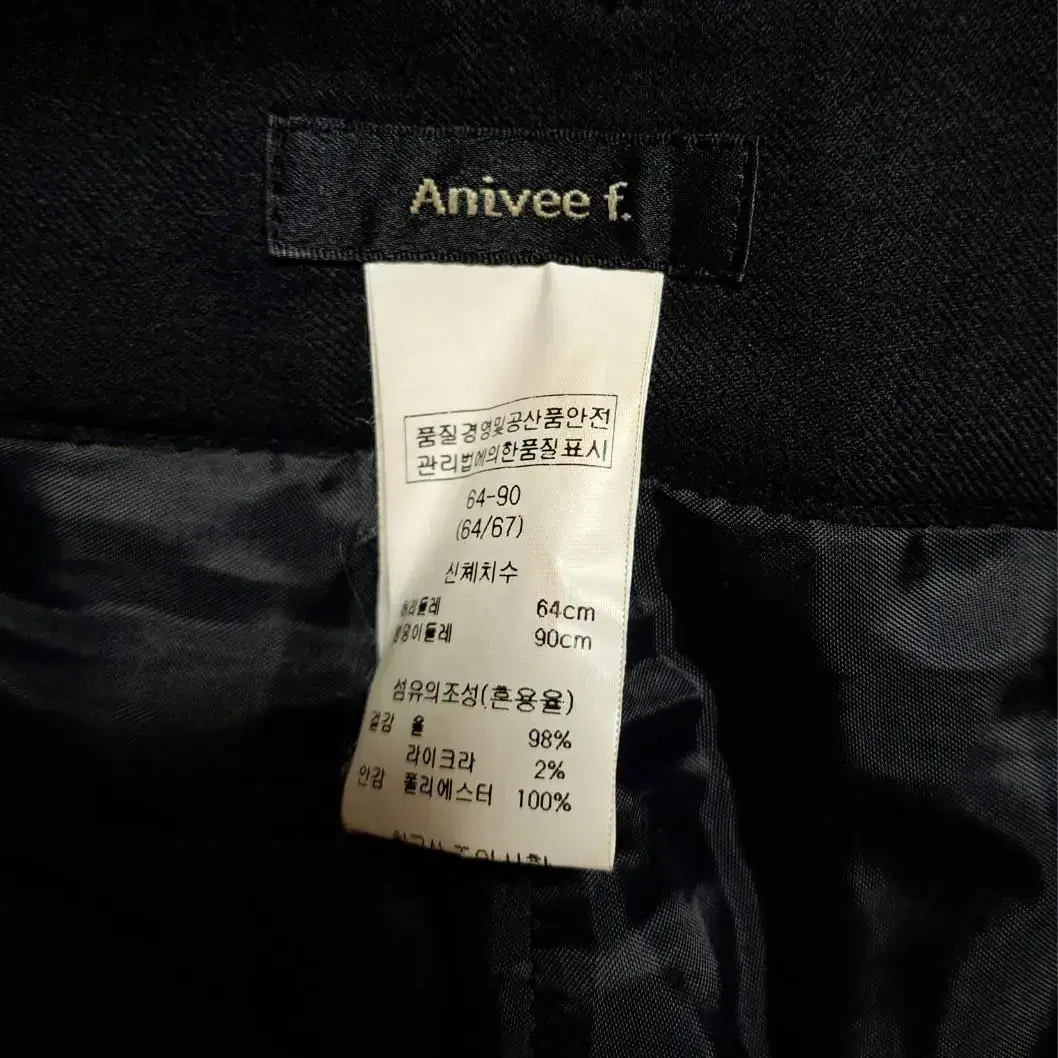 Anivee f.
품질경영및공산품안전
관리법에의한품질표시
64-90
(64/67)
신체치수
허리둘레 64cm
엉덩이둘레 90cm
섬유의조성(혼용율)
겉감 울 98%
라이크라 2%
안감 폴리에스터 100%